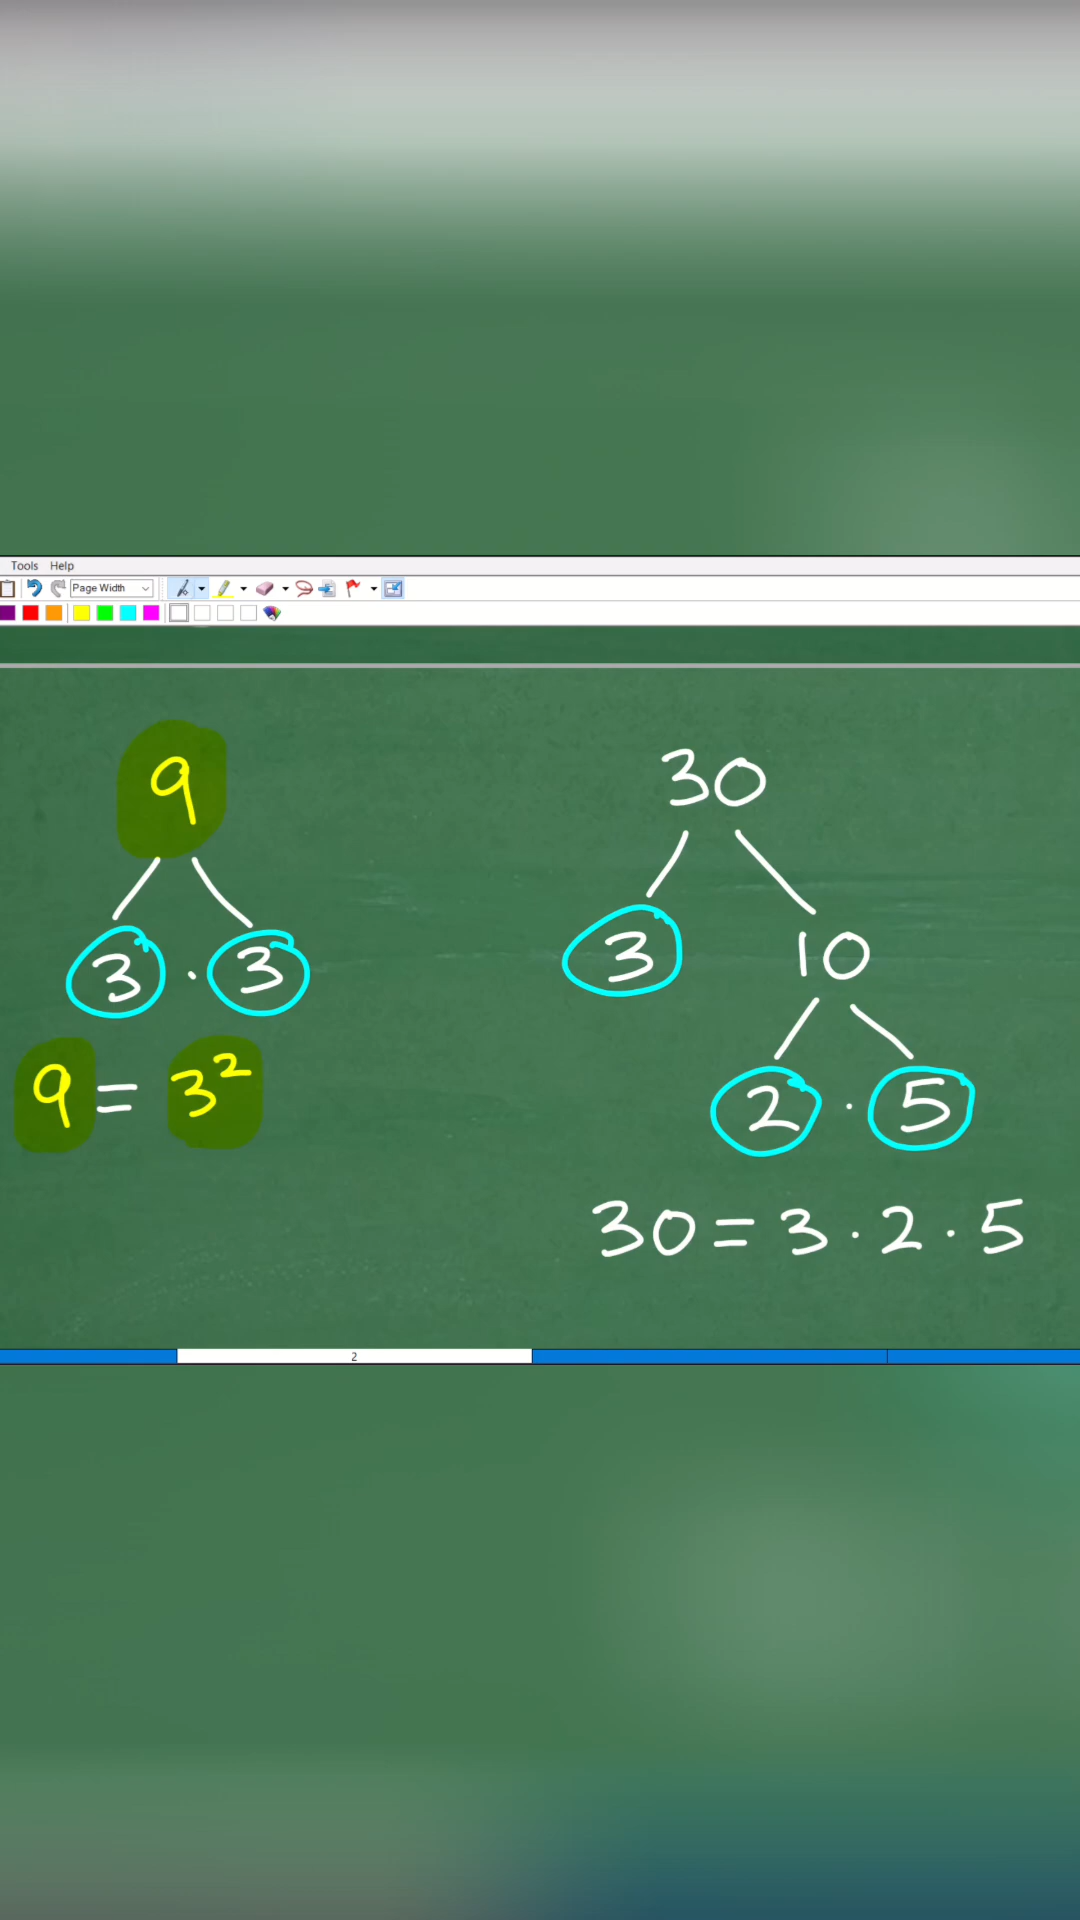 Tools Help
Page Width
9
3 · 3
9 = 3²
30
3 10
2 · 5
30 = 3 · 2 · 5
2